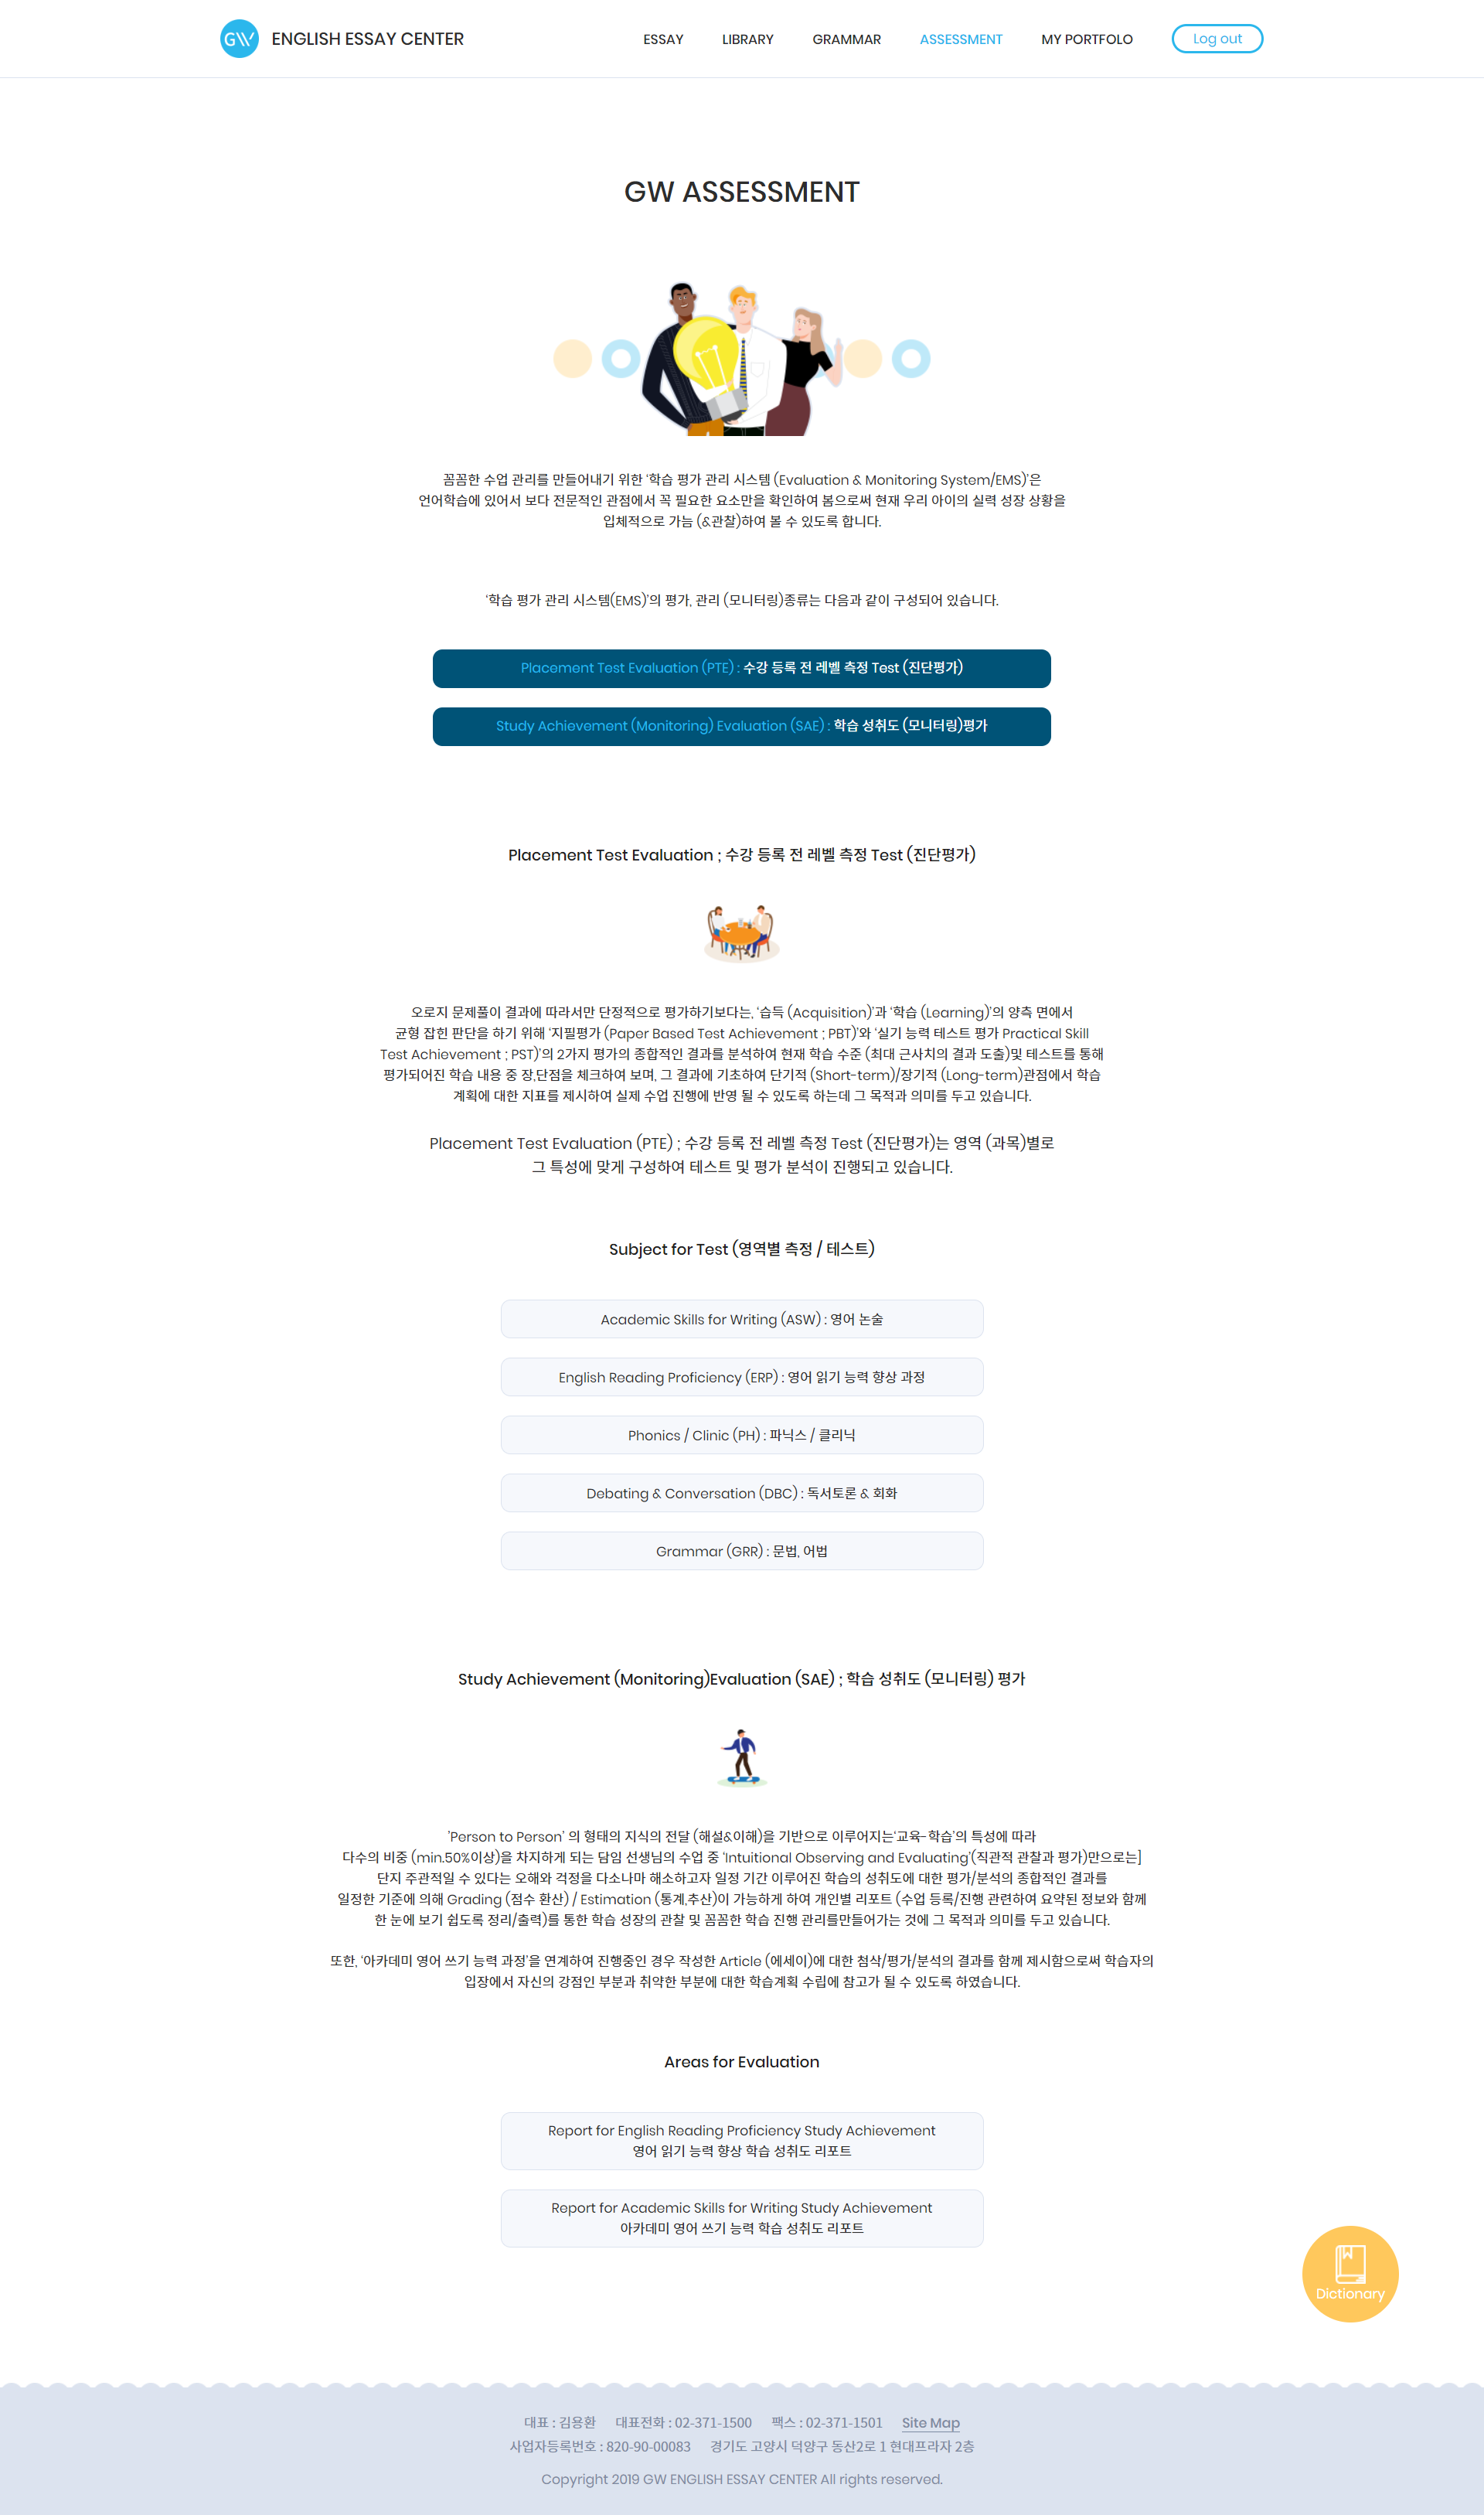 GW ENGLISH ESSAY CENTER
ESSAY
LIBRARY
GRAMMAR
ASSESSMENT
MY PORTFOLO
Log out
GW ASSESSMENT
꼼꼼한 수업 관리를 만들어내기 위한 ‘학습 평가 관리 시스템 (Evaluation & Monitoring System/EMS)’은
언어학습에 있어서 보다 전문적인 관점에서 꼭 필요한 요소만을 확인하여 봄으로써 현재 우리 아이의 실력 성장 상황을
입체적으로 가늠 (&관찰)하여 볼 수 있도록 합니다.
‘학습 평가 관리 시스템(EMS)’의 평가, 관리 (모니터링)종류는 다음과 같이 구성되어 있습니다.
Placement Test Evaluation (PTE) : 수강 등록 전 레벨 측정 Test (진단평가)
Study Achievement (Monitoring) Evaluation (SAE) : 학습 성취도 (모니터링)평가
Placement Test Evaluation ; 수강 등록 전 레벨 측정 Test (진단평가)
오로지 문제풀이 결과에 따라서만 단정적으로 평가하기보다는, ‘습득 (Acquisition)’과 ‘학습 (Learning)’의 양측 면에서
균형 잡힌 판단을 하기 위해 ‘지필평가 (Paper Based Test Achievement ; PBT)’와 ‘실기 능력 테스트 평가 Practical Skill
Test Achievement ; PST)’의 2가지 평가의 종합적인 결과를 분석하여 현재 학습 수준 (최대 근사치의 결과 도출)및 테스트를 통해
평가되어진 학습 내용 중 장,단점을 체크하여 보며, 그 결과에 기초하여 단기적 (Short-term)/장기적 (Long-term)관점에서 학습
계획에 대한 지표를 제시하여 실제 수업 진행에 반영 될 수 있도록 하는데 그 목적과 의미를 두고 있습니다.
Placement Test Evaluation (PTE) ; 수강 등록 전 레벨 측정 Test (진단평가)는 영역 (과목)별로
그 특성에 맞게 구성하여 테스트 및 평가 분석이 진행되고 있습니다.
Subject for Test (영역별 측정 / 테스트)
Academic Skills for Writing (ASW) : 영어 논술
English Reading Proficiency (ERP) : 영어 읽기 능력 향상 과정
Phonics / Clinic (PH) : 파닉스 / 클리닉
Debating & Conversation (DBC) : 독서토론 & 회화
Grammar (GRR) : 문법, 어법
Study Achievement (Monitoring)Evaluation (SAE) ; 학습 성취도 (모니터링) 평가
‘Person to Person’ 의 형태의 지식의 전달 (해설&이해)을 기반으로 이루어지는‘교육-학습’의 특성에 따라
다수의 비중 (min.50%이상)을 차지하게 되는 담임 선생님의 수업 중 ‘Intuitional Observing and Evaluating’(직관적 관찰과 평가)만으로는]
단지 주관적일 수 있다는 오해와 걱정을 다소나마 해소하고자 일정 기간 이루어진 학습의 성취도에 대한 평가/분석의 종합적인 결과를
일정한 기준에 의해 Grading (점수 환산) / Estimation (통계,추산)이 가능하게 하여 개인별 리포트 (수업 등록/진행 관련하여 요약된 정보와 함께
한 눈에 보기 쉽도록 정리/출력)를 통한 학습 성장의 관찰 및 꼼꼼한 학습 진행 관리를만들어가는 것에 그 목적과 의미를 두고 있습니다.
또한, ‘아카데미 영어 쓰기 능력 과정’을 연계하여 진행중인 경우 작성한 Article (에세이)에 대한 첨삭/평가/분석의 결과를 함께 제시함으로써 학습자의
입장에서 자신의 강점인 부분과 취약한 부분에 대한 학습계획 수립에 참고가 될 수 있도록 하였습니다.
Areas for Evaluation
Report for English Reading Proficiency Study Achievement
영어 읽기 능력 향상 학습 성취도 리포트
Report for Academic Skills for Writing Study Achievement
아카데미 영어 쓰기 능력 학습 성취도 리포트
Dictionary
대표 : 김용환 대표전화 : 02-371-1500 팩스 : 02-371-1501 Site Map
사업자등록번호 : 820-90-00083 경기도 고양시 덕양구 동산2로 1 현대프라자 2층
Copyright 2019 GW ENGLISH ESSAY CENTER All rights reserved.